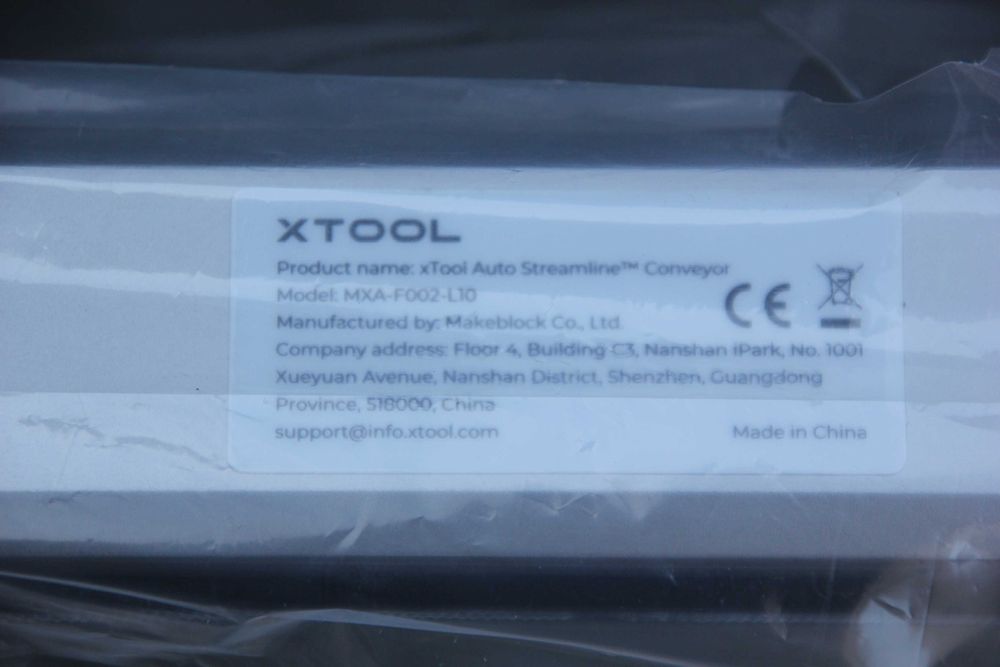 XTOOL
Product name: xTool Auto Streamline™ Conveyor
Model: MXA-F002-L10
Manufactured by: Makeblock Co., Ltd.
Company address: Floor 4, Building C3, Nanshan iPark, No. 1001
Xueyuan Avenue, Nanshan District, Shenzhen, Guangdong
Province, 518000, China
support@info.xtool.com
Made in China
CE